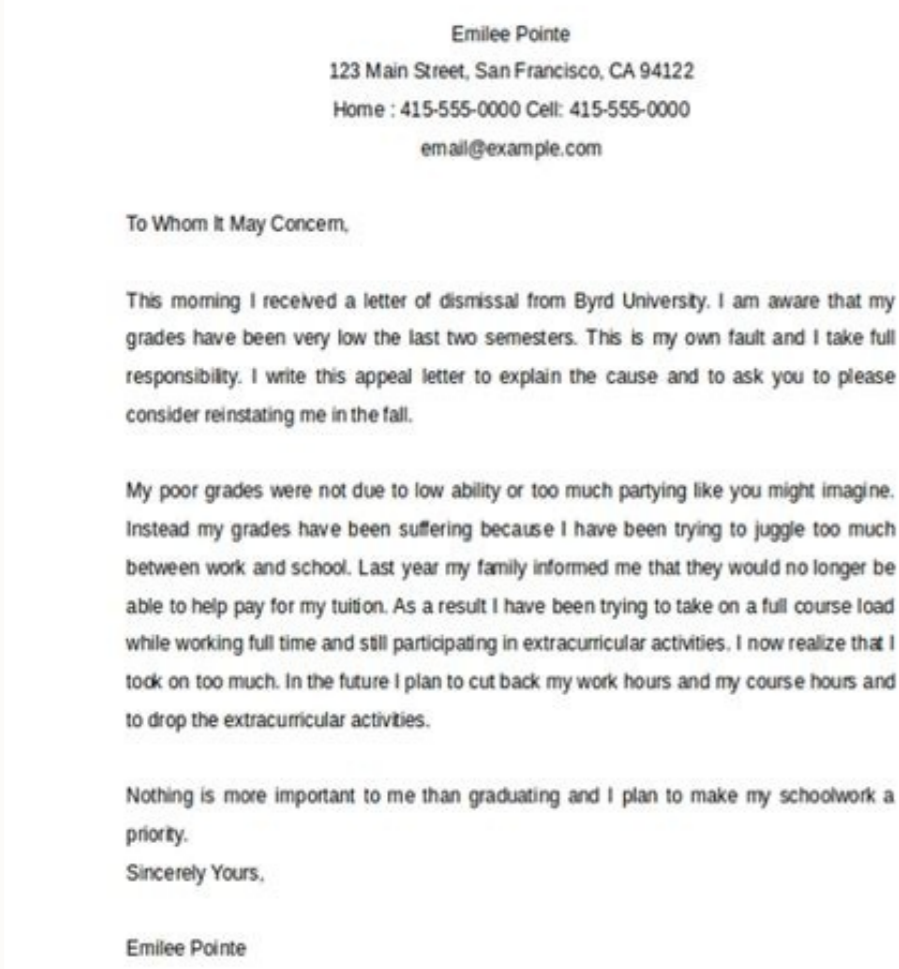 Emilee Pointe
123 Main Street, San Francisco, CA 94122
Home : 415-555-0000 Cell: 415-555-0000
email@example.com
To Whom It May Concern,
This morning I received a letter of dismissal from Byrd University. I am aware that my
grades have been very low the last two semesters. This is my own fault and I take full
responsibility. I write this appeal letter to explain the cause and to ask you to please
consider reinstating me in the fall.
My poor grades were not due to low ability or too much partying like you might imagine.
Instead my grades have been suffering because I have been trying to juggle too much
between work and school. Last year my family informed me that they would no longer be
able to help pay for my tuition. As a result I have been trying to take on a full course load
while working full time and still participating in extracurricular activities. I now realize that I
took on too much. In the future I plan to cut back my work hours and my course hours and
to drop the extracurricular activities.
Nothing is more important to me than graduating and I plan to make my schoolwork a
priority.
Sincerely Yours,
Emilee Pointe